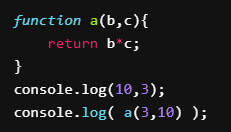 function a(b,c){
    return b*c;
}
console.log(10,3);
console.log( a(3,10) );